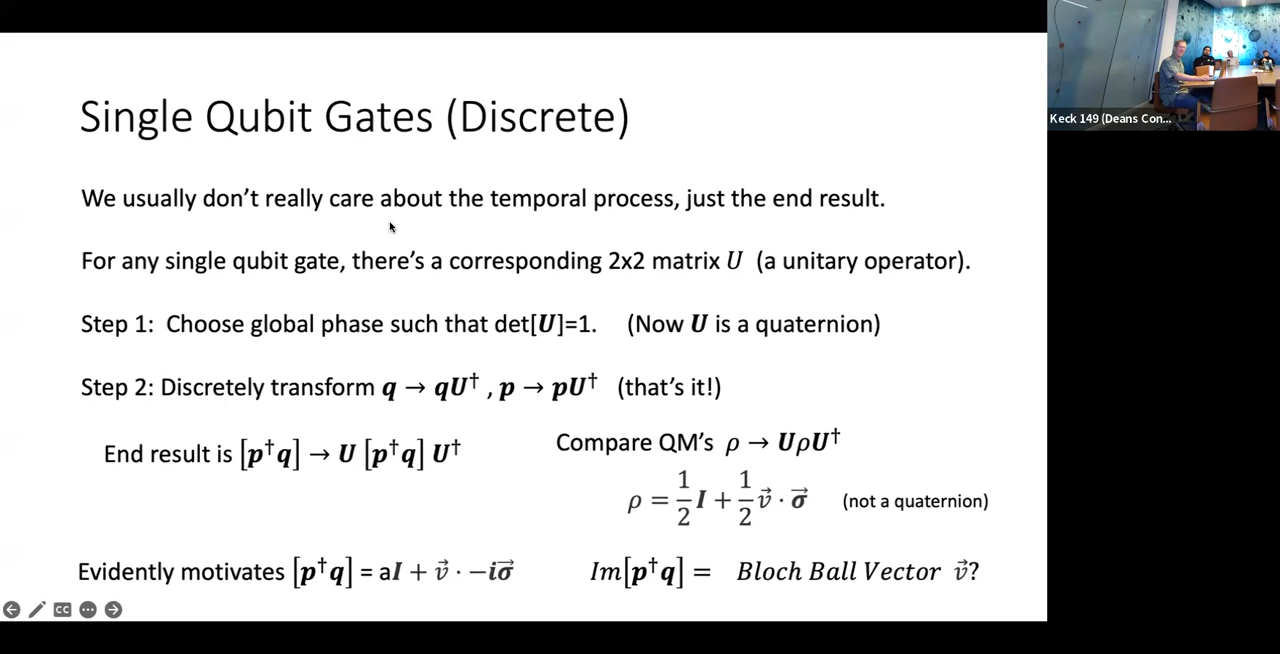 Single Qubit Gates (Discrete)
Keck 149 (Deans Con...
We usually don't really care about the temporal process, just the end result.
For any single qubit gate, there's a corresponding 2x2 matrix U (a unitary operator).
Step 1: Choose global phase such that det[U]=1. (Now U is a quaternion)
Step 2: Discretely transform q → qU†, p → pU† (that's it!)
End result is [p†q] → U [p†q] U†
Compare QM's ρ → UρU†
ρ = 1/2 I + 1/2 v⃗ · σ⃗ (not a quaternion)
Evidently motivates [p†q] = aI + v⃗ · −iσ⃗
Im[p†q] = Bloch Ball Vector v⃗?
CC